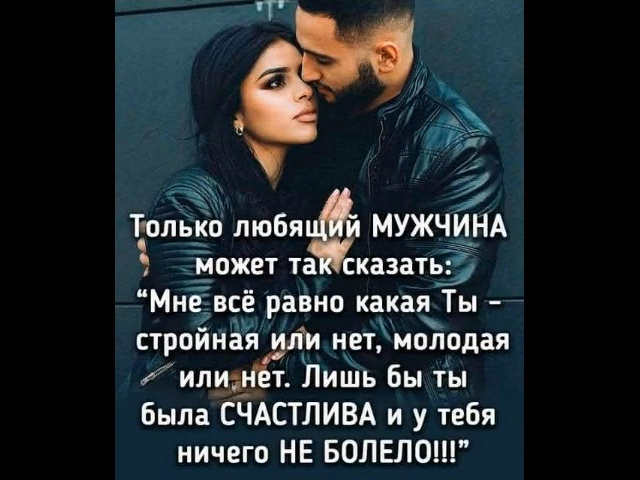 Только любящий МУЖЧИНА
может так сказать:
“Мне всё равно какая Ты –
стройная или нет, молодая
или нет. Лишь бы ты
была СЧАСТЛИВА и у тебя
ничего НЕ БОЛЕЛО!!!”